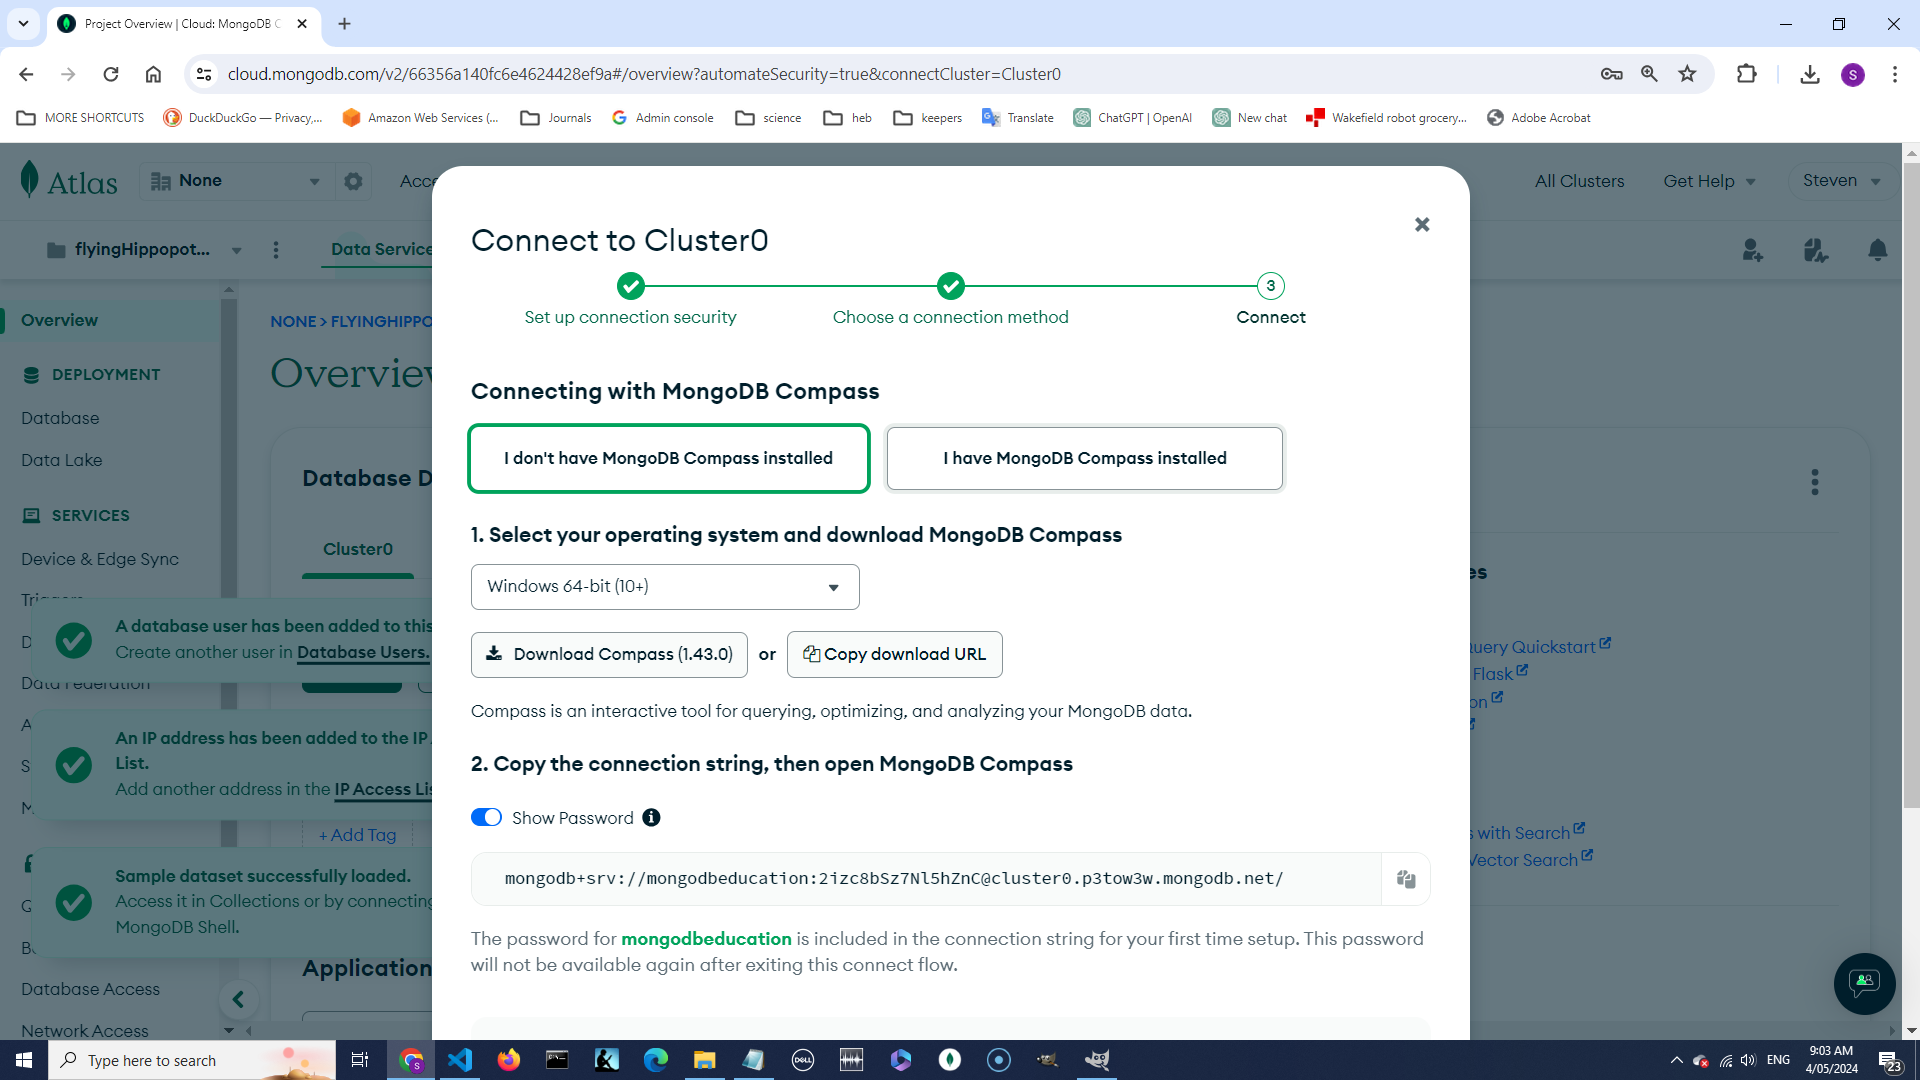 Project Overview | Cloud: MongoDB C
cloud.mongodb.com/v2/66356a140fc6e4624428ef9a#/overview?automateSecurity=true&connectCluster=Cluster0
S
MORE SHORTCUTS
DuckDuckGo — Privacy,...
Amazon Web Services (...
Journals
Admin console
science
heb
keepers
Translate
ChatGPT | OpenAI
New chat
Wakefield robot grocery...
Adobe Acrobat
Atlas
None
Acce
All Clusters
Get Help
Steven
flyingHippopot...
Data Service
Overview
DEPLOYMENT
Database
Data Lake
SERVICES
Device & Edge Sync
Triggers
Data Federation
Database Access
Network Access
NONE > FLYINGHIPPO
Overview
Database D
Cluster0
+ Add Tag
Application
A database user has been added to this
Create another user in Database Users.
An IP address has been added to the IP
List.
Add another address in the IP Access Lis
Sample dataset successfully loaded.
Access it in Collections or by connecting
MongoDB Shell.
Connect to Cluster0
3
Set up connection security
Choose a connection method
Connect
Connecting with MongoDB Compass
I don't have MongoDB Compass installed
I have MongoDB Compass installed
1. Select your operating system and download MongoDB Compass
Windows 64-bit (10+)
Download Compass (1.43.0)
or
Copy download URL
Compass is an interactive tool for querying, optimizing, and analyzing your MongoDB data.
2. Copy the connection string, then open MongoDB Compass
Show Password
mongodb+srv://mongodbeducation:2izc8bSz7Nl5hZnC@cluster0.p3tow3w.mongodb.net/
The password for mongodbeducation is included in the connection string for your first time setup. This password
will not be available again after exiting this connect flow.
es
uery Quickstart
Flask
on
s with Search
Vector Search
Type here to search
DELL
ENG
9:03 AM
4/05/2024
23